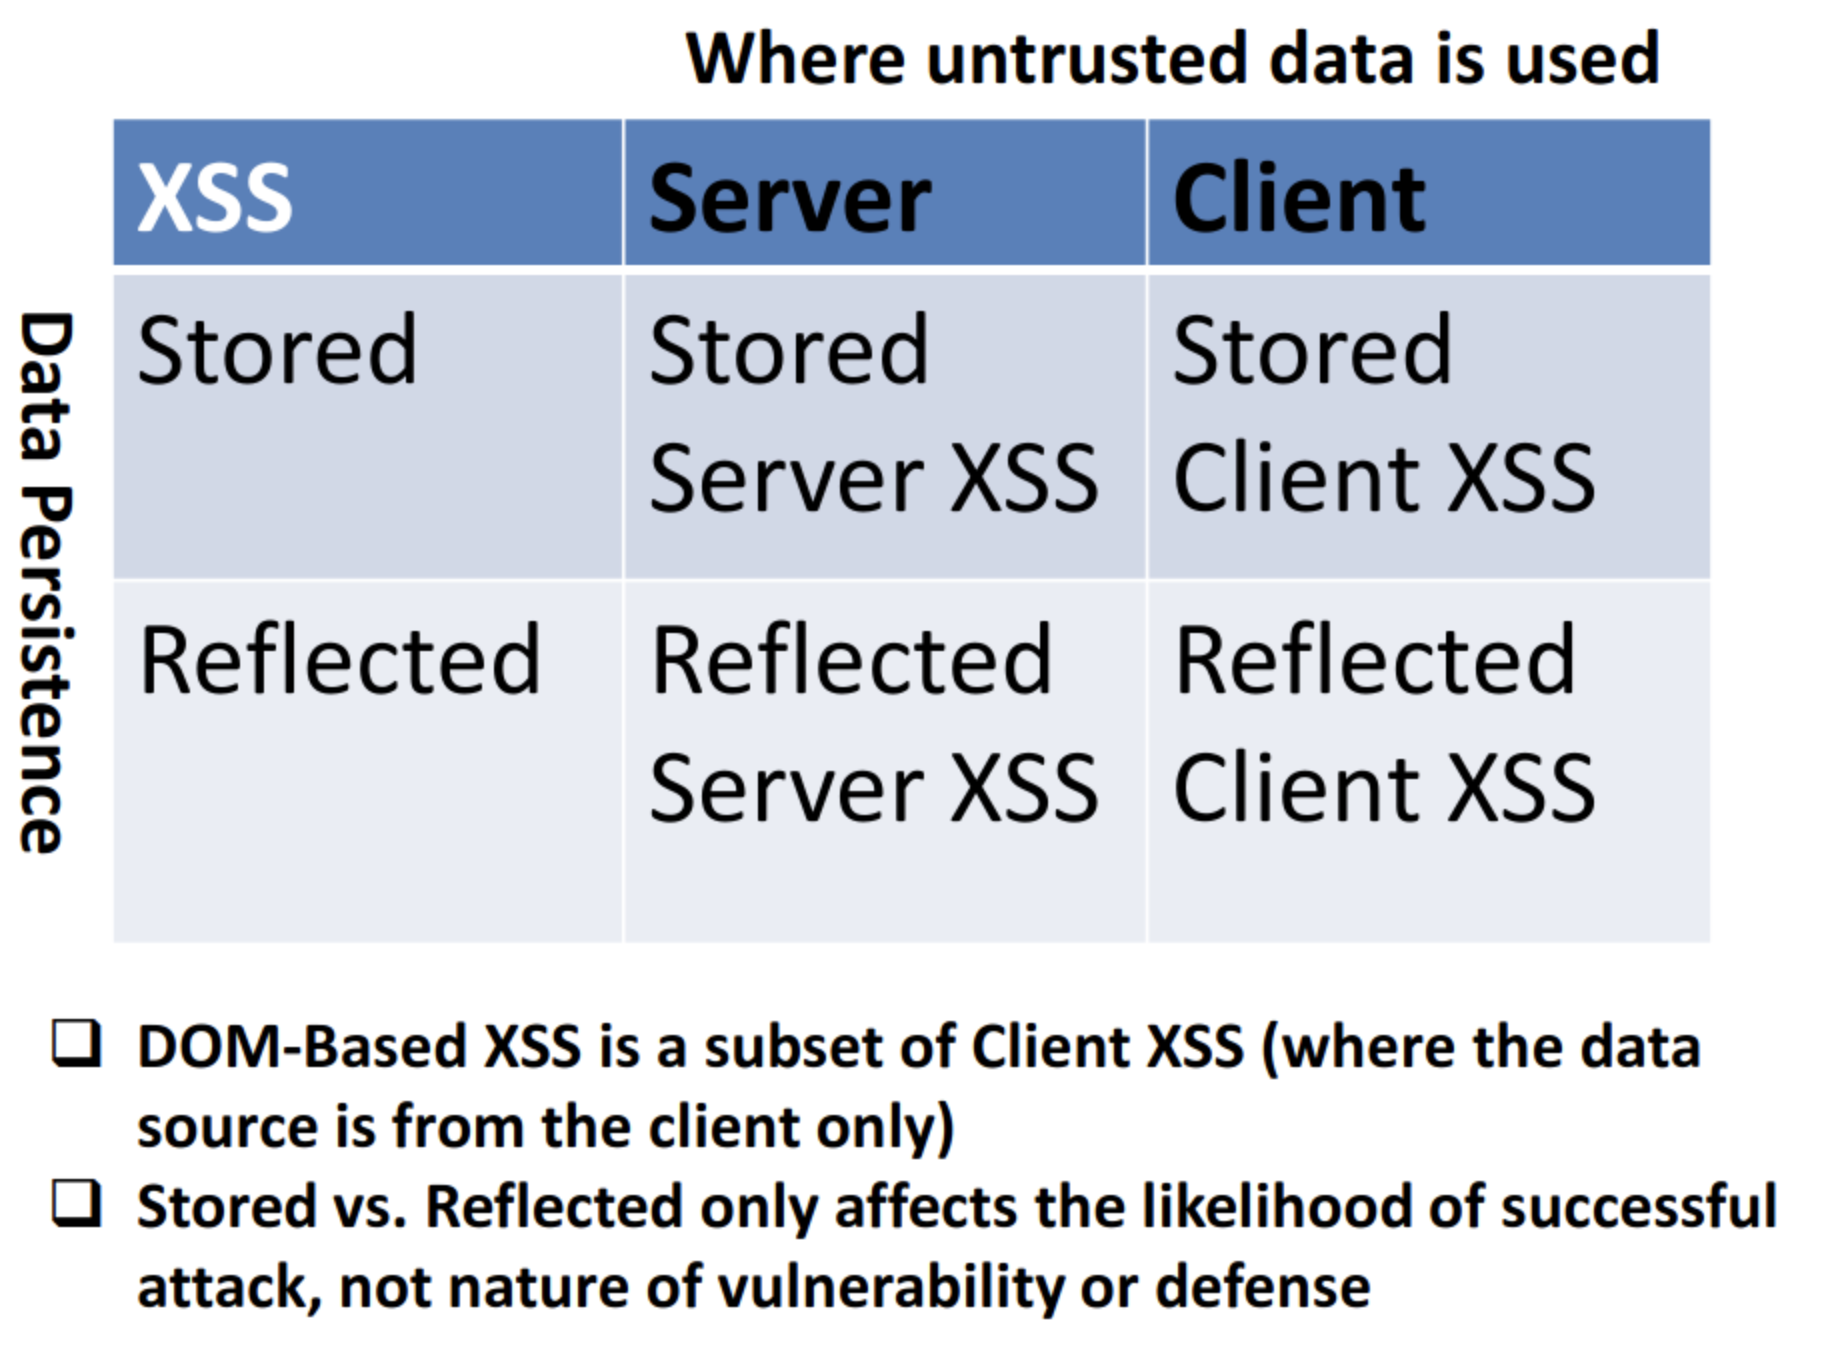 Where untrusted data is used
XSS
Server
Client
Data Persistence
Stored
Stored
Server XSS
Stored
Client XSS
Reflected
Reflected
Server XSS
Reflected
Client XSS
❑ DOM-Based XSS is a subset of Client XSS (where the data
source is from the client only)
❑ Stored vs. Reflected only affects the likelihood of successful
attack, not nature of vulnerability or defense